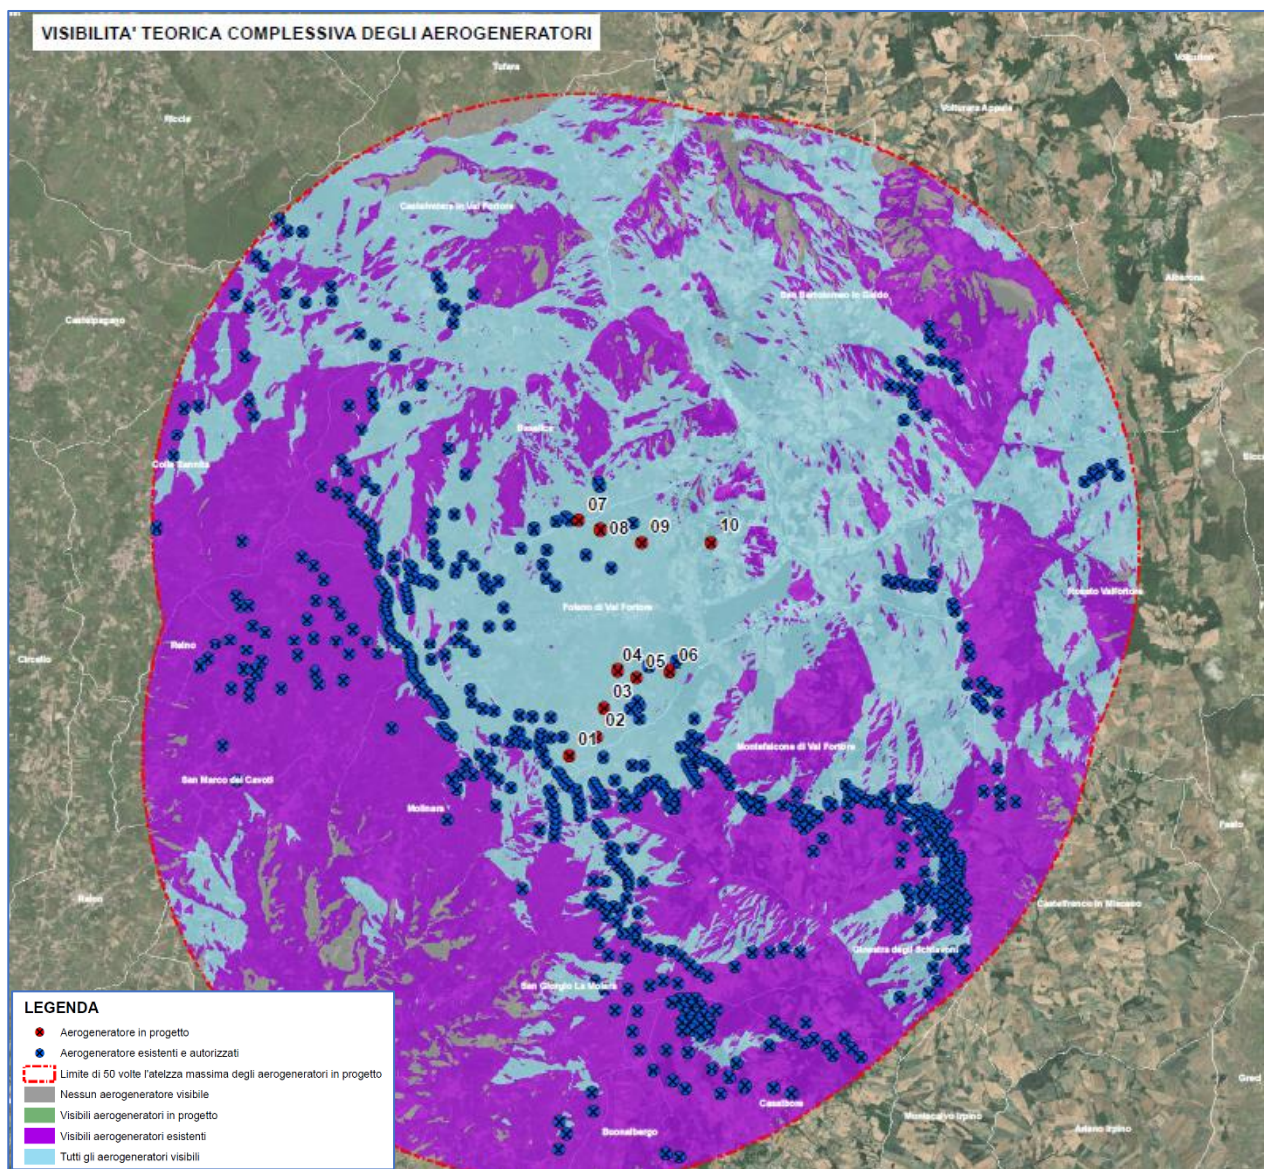 VISIBILITA' TEORICA COMPLESSIVA DEGLI AEROGENERATORI
Tufara
Volturino
Riccia
Volturara Appula
Castelvetere in Val Fortore
Alberona
San Bartolomeo in Galdo
Castelpagano
Baselice
Colle Sannita
07
08
09
10
Roseto Valfortore
Foiano di Val Fortore
Reino
Circello
04
05
06
03
02
01
Montefalcone di Val Fortore
San Marco dei Cavoti
Molinara
Faeto
Castelfranco in Miscano
Ginestra degli Schiavoni
San Giorgio La Molara
LEGENDA
Aerogeneratore in progetto
Aerogeneratore esistenti e autorizzati
Limite di 50 volte l'atelzza massima degli aerogeneratori in progetto
Nessun aerogeneratore visibile
Visibili aerogeneratori in progetto
Visibili aerogeneratori esistenti
Tutti gli aerogeneratori visibili
Casalbore
Buonalbergo
Montecalvo Irpino
Ariano Irpino
Greci